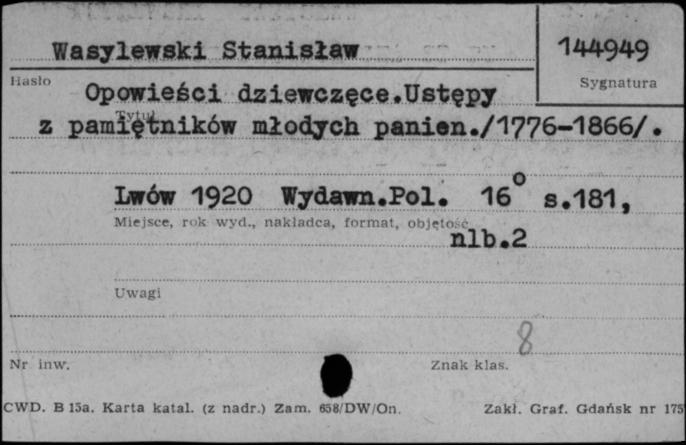 Wasylewski Stanisław
144949
Hasło
Sygnatura
Opowieści dziewczęce.Ustępy
Tytuł
z pamiętników młodych panien./1776-1866/.
Lwów 1920 Wydawn.Pol. 16° s.181,
Miejsce, rok wyd., nakładca, format, objętość
nlb.2
Uwagi
8
Nr inw.
Znak klas.
CWD. B 15a. Karta katal. (z nadr.) Zam. 658/DW/On.
Zakł. Graf. Gdańsk nr 175